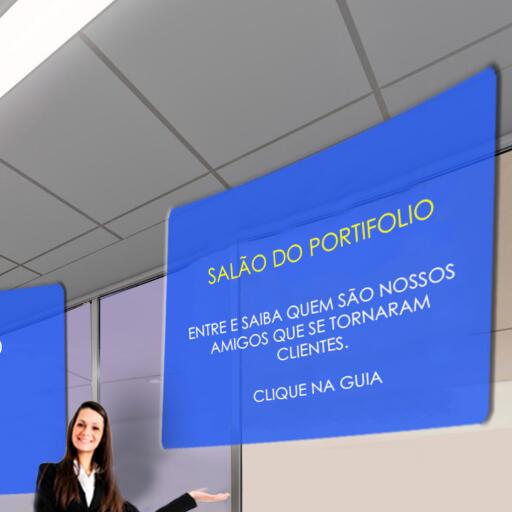 SALÃO DO PORTIFOLIO
ENTRE E SAIBA QUEM SÃO NOSSOS
AMIGOS QUE SE TORNARAM
CLIENTES.
CLIQUE NA GUIA